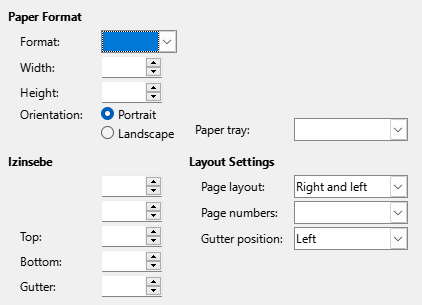 Paper Format
Format:
Width:
Height:
Orientation:
Portrait
Landscape
Paper tray:
Izinsebe
Layout Settings
Page layout:
Right and left
Page numbers:
Top:
Gutter position:
Left
Bottom:
Gutter: